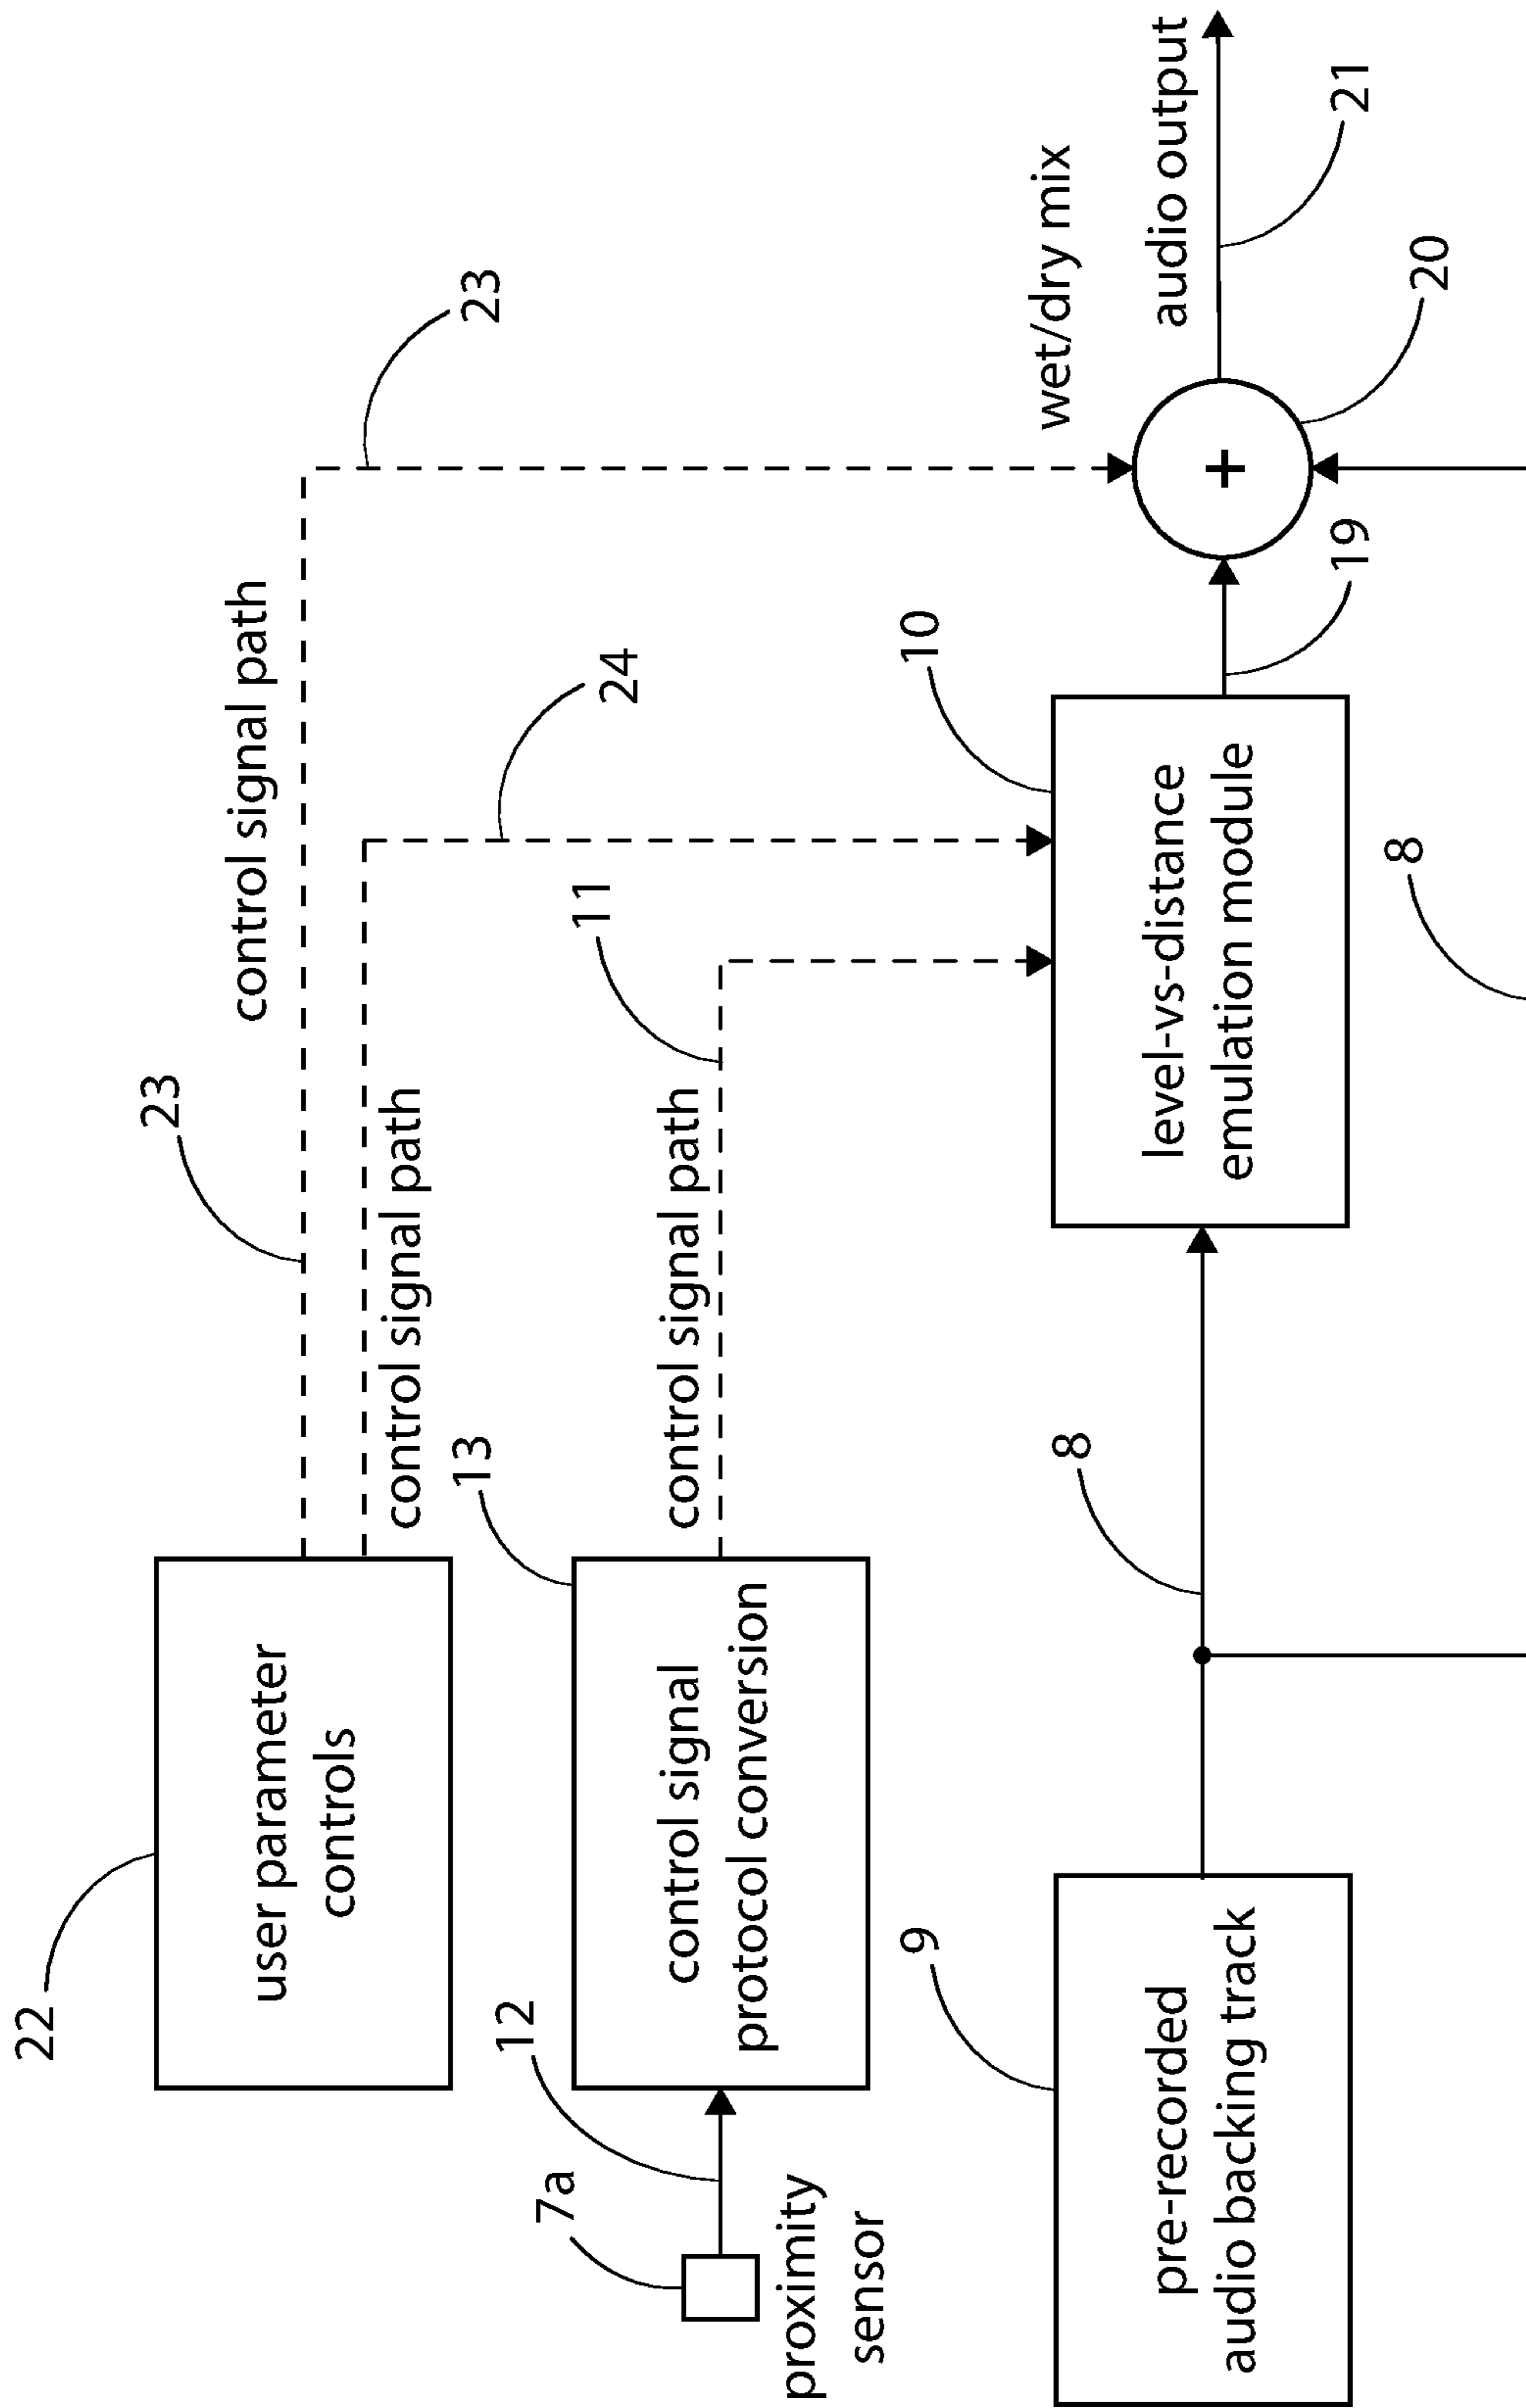 22
user parameter
controls
23
control signal path
23
24
control signal path
7a
proximity
sensor
12
13
control signal
protocol conversion
control signal path
11
9
pre-recorded
audio backing track
8
10
level-vs-distance
emulation module
19
wet/dry mix
+
20
audio output
21
8